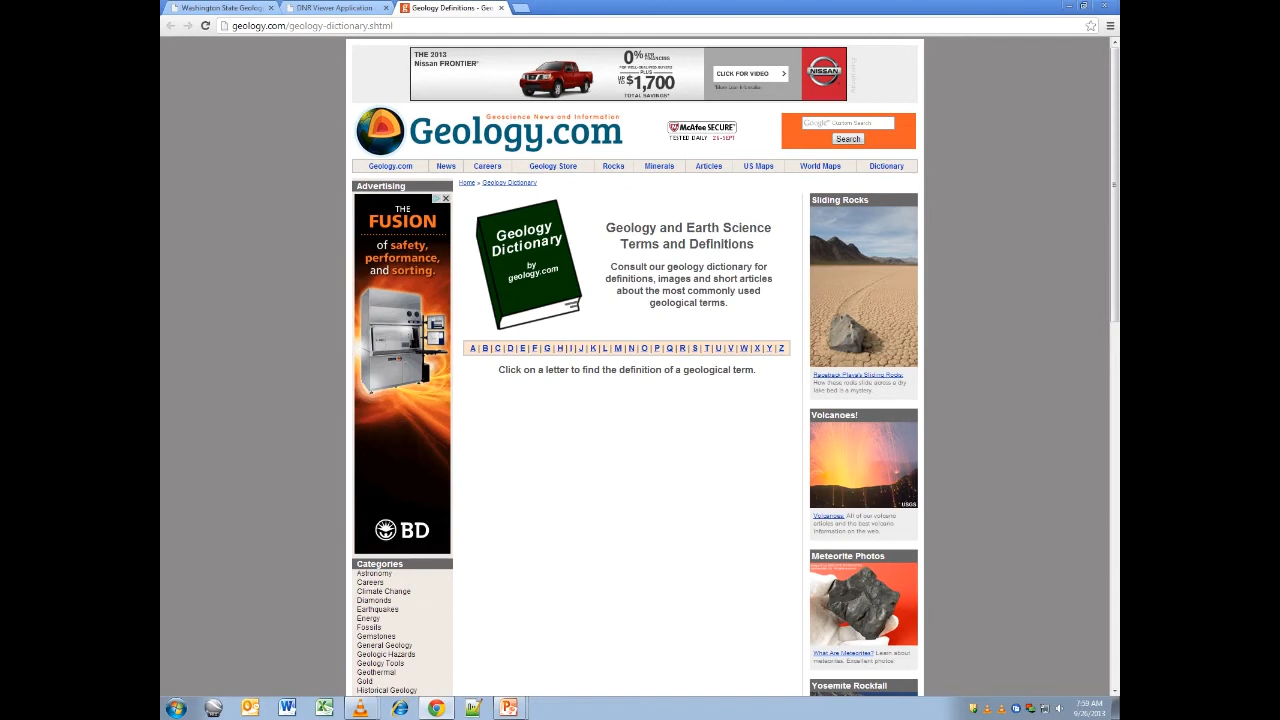 Washington State Geolog
DNR Viewer Application
Geology Definitions - Geo
geology.com/geology-dictionary.shtml
THE 2013
Nissan FRONTIER®
0% APR FINANCING
FOR WELL-QUALIFIED BUYERS
PLUS
UP TO $1,700
TOTAL SAVINGS*
CLICK FOR VIDEO
NISSAN
Geoscience News and Information
Geology.com
McAfee SECURE™
TESTED DAILY 26-SEPT
Google™ Custom Search
Search
Geology.com
News
Careers
Geology Store
Rocks
Minerals
Articles
US Maps
World Maps
Dictionary
Advertising
THE
FUSION
of safety,
performance,
and sorting.
BD
Categories
Astronomy
Careers
Climate Change
Diamonds
Earthquakes
Energy
Fossils
Gemstones
General Geology
Geologic Hazards
Geology Tools
Geothermal
Gold
Historical Geology
Home » Geology Dictionary
Geology
Dictionary
by
geology.com
Geology and Earth Science
Terms and Definitions
Consult our geology dictionary for
definitions, images and short articles
about the most commonly used
geological terms.
A | B | C | D | E | F | G | H | I | J | K | L | M | N | O | P | Q | R | S | T | U | V | W | X | Y | Z
Click on a letter to find the definition of a geological term.
Sliding Rocks
Racetrack Playa's Sliding Rocks:
How these rocks slide across a dry
lake bed is a mystery.
Volcanoes!
USGS
Volcanoes: All of our volcano
articles and the best volcano
information on the web.
Meteorite Photos
What Are Meteorites? Learn about
meteorites. Excellent photos!
Yosemite Rockfall
7:59 AM
9/26/2013